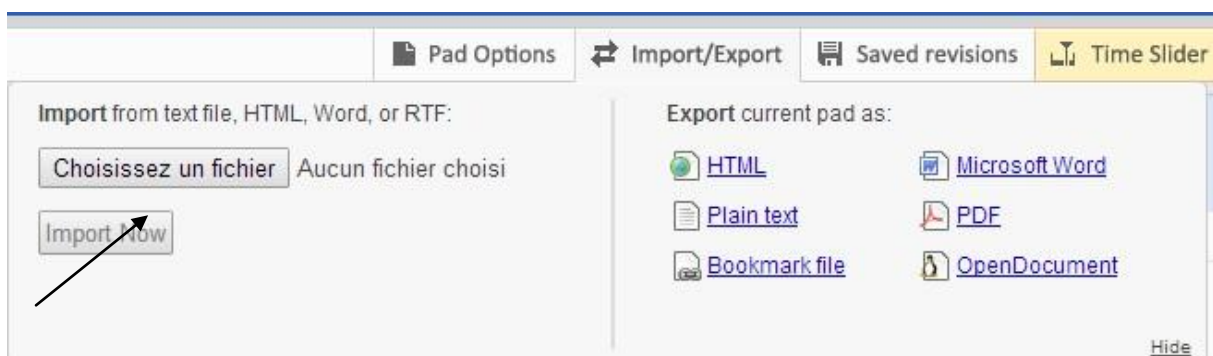 Pad Options Import/Export Saved revisions Time Slider
Import from text file, HTML, Word, or RTF:
Choisissez un fichier Aucun fichier choisi
Import Now
Export current pad as:
HTML Microsoft Word
Plain text PDF
Bookmark file OpenDocument
Hide